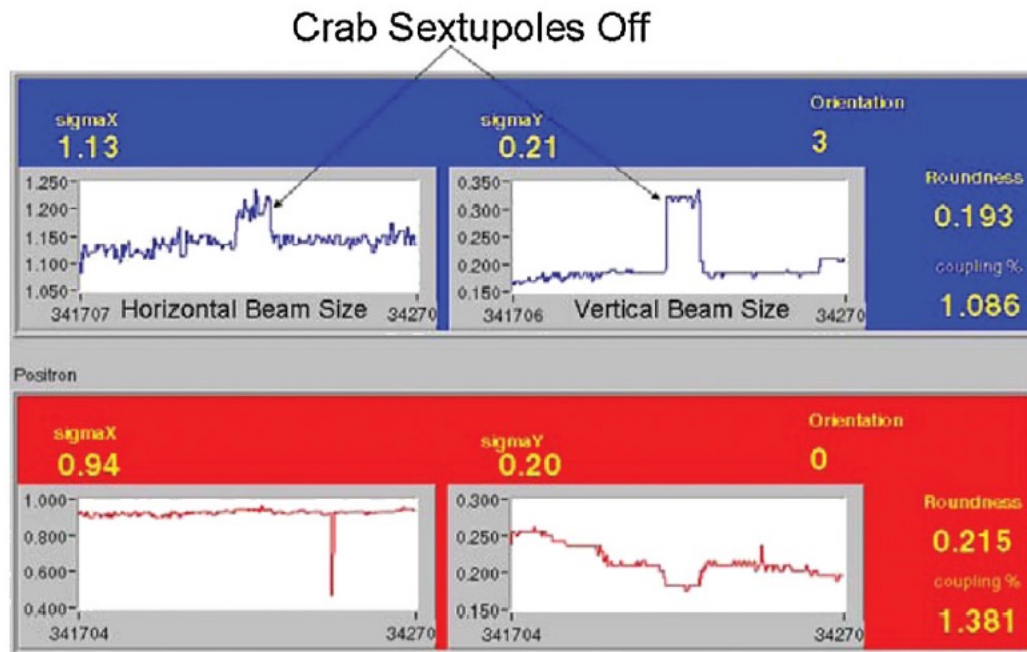 Crab Sextupoles Off
sigmaX
1.13
sigmaY
0.21
Orientation
3
Roundness
0.193
coupling %
1.086
1.250
1.200
1.150
1.100
1.050
341707
Horizontal Beam Size
34270
0.350
0.300
0.250
0.200
0.150
341706
Vertical Beam Size
34270
Positron
sigmaX
0.94
sigmaY
0.20
Orientation
0
Roundness
0.215
coupling %
1.381
1.000
0.800
0.600
0.400
341704
34270
0.300
0.250
0.200
0.150
341704
34270